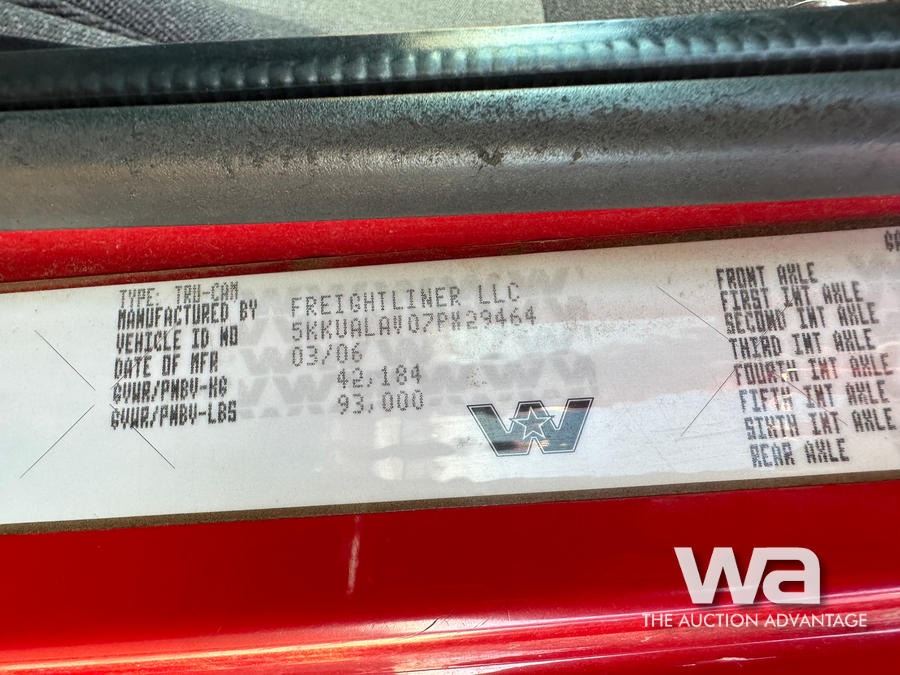 TYPE: TRU-CAN
MANUFACTURED BY FREIGHTLINER LLC
VEHICLE ID NO 5KKUALAV07PW29464
DATE OF MFR 03/06
GVWR/PNBV-KG 42,184
GVWR/PNBV-LBS 93,000
W
FRONT AXLE
FIRST INT AXLE
SECOND INT AXLE
THIRD INT AXLE
FOURTH INT AXLE
FIFTH INT AXLE
SIXTH INT AXLE
REAR AXLE
wa
THE AUCTION ADVANTAGE